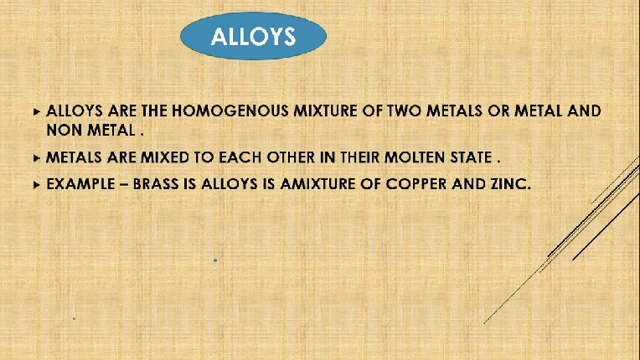 ALLOYS
ALLOYS ARE THE HOMOGENOUS MIXTURE OF TWO METALS OR METAL AND
NON METAL .
METALS ARE MIXED TO EACH OTHER IN THEIR MOLTEN STATE .
EXAMPLE – BRASS IS ALLOYS IS AMIXTURE OF COPPER AND ZINC.